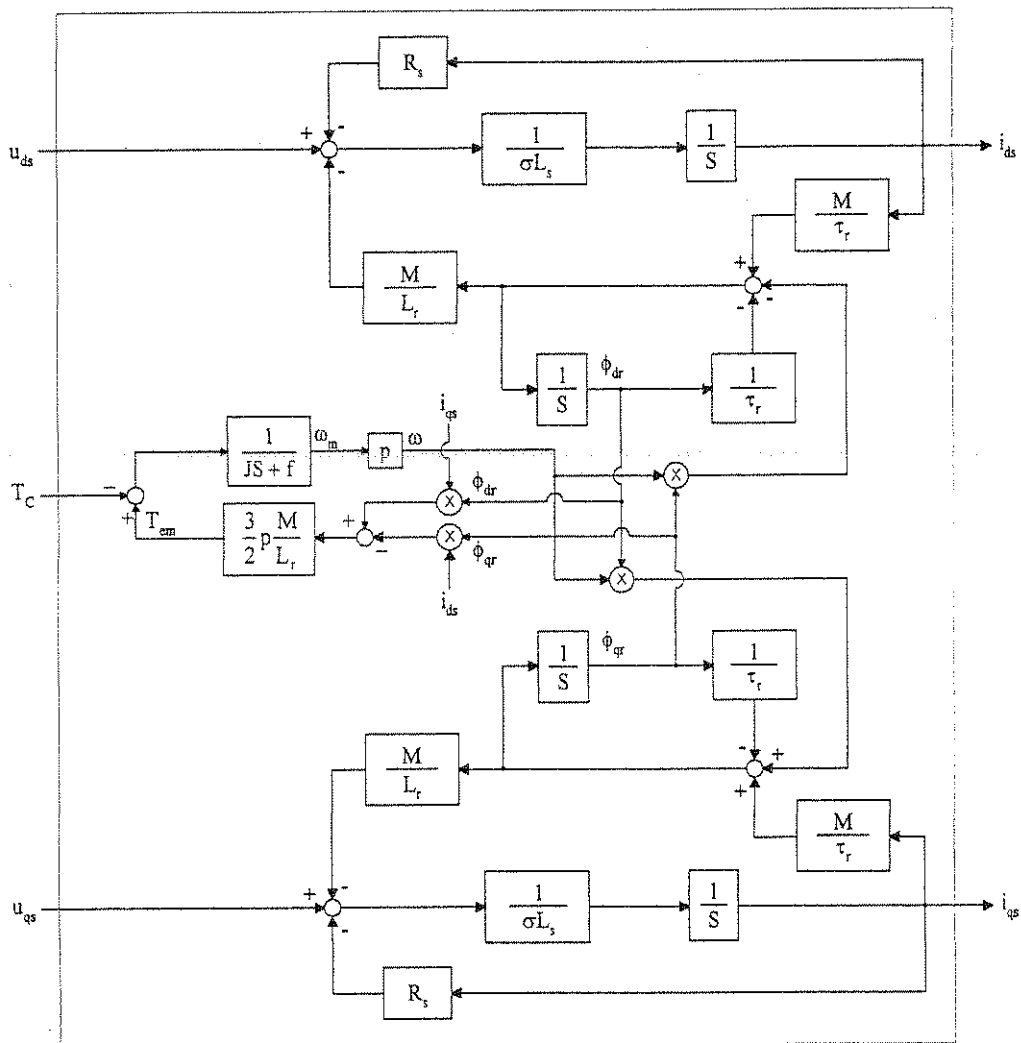 R_s
+ -
u_ds
1/σL_s
1/S
i_ds
-
M/τ_r
M/L_r
+
- -
1/S
φ_dr
1/τ_r
i_qs
1/(JS + f)
ω_m
p
ω
T_C
-
X
φ_dr
X
+
T_em
3/2 p M/L_r
+
-
X
φ_qr
X
i_ds
1/S
φ_qr
1/τ_r
M/L_r
- +
+
M/τ_r
u_qs
+ -
1/σL_s
1/S
i_qs
-
R_s